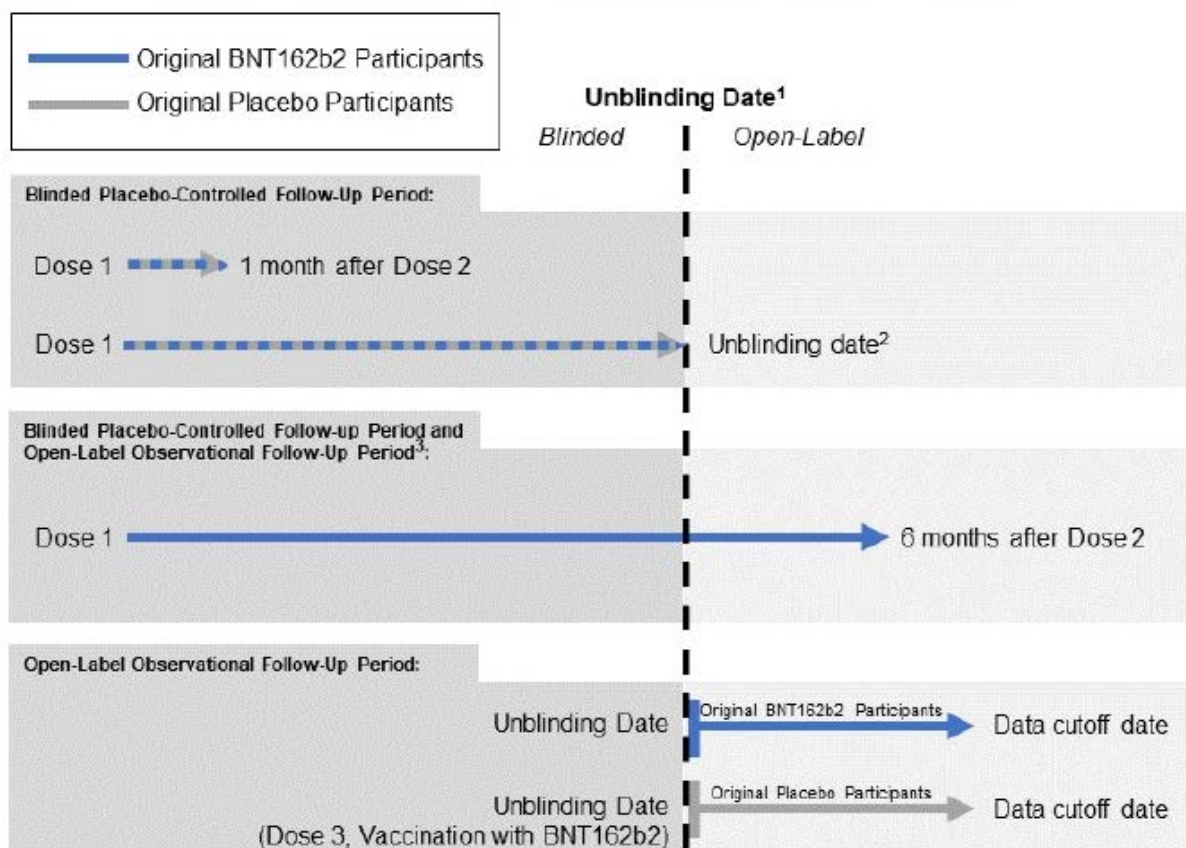 Original BNT162b2 Participants
Original Placebo Participants
Unblinding Date¹
Blinded
Open-Label
Blinded Placebo-Controlled Follow-Up Period:
Dose 1
1 month after Dose 2
Dose 1
Unblinding date²
Blinded Placebo-Controlled Follow-up Period and
Open-Label Observational Follow-Up Period³:
Dose 1
6 months after Dose 2
Open-Label Observational Follow-Up Period:
Unblinding Date
Original BNT162b2 Participants
Data cutoff date
Unblinding Date
(Dose 3, Vaccination with BNT162b2)
Original Placebo Participants
Data cutoff date